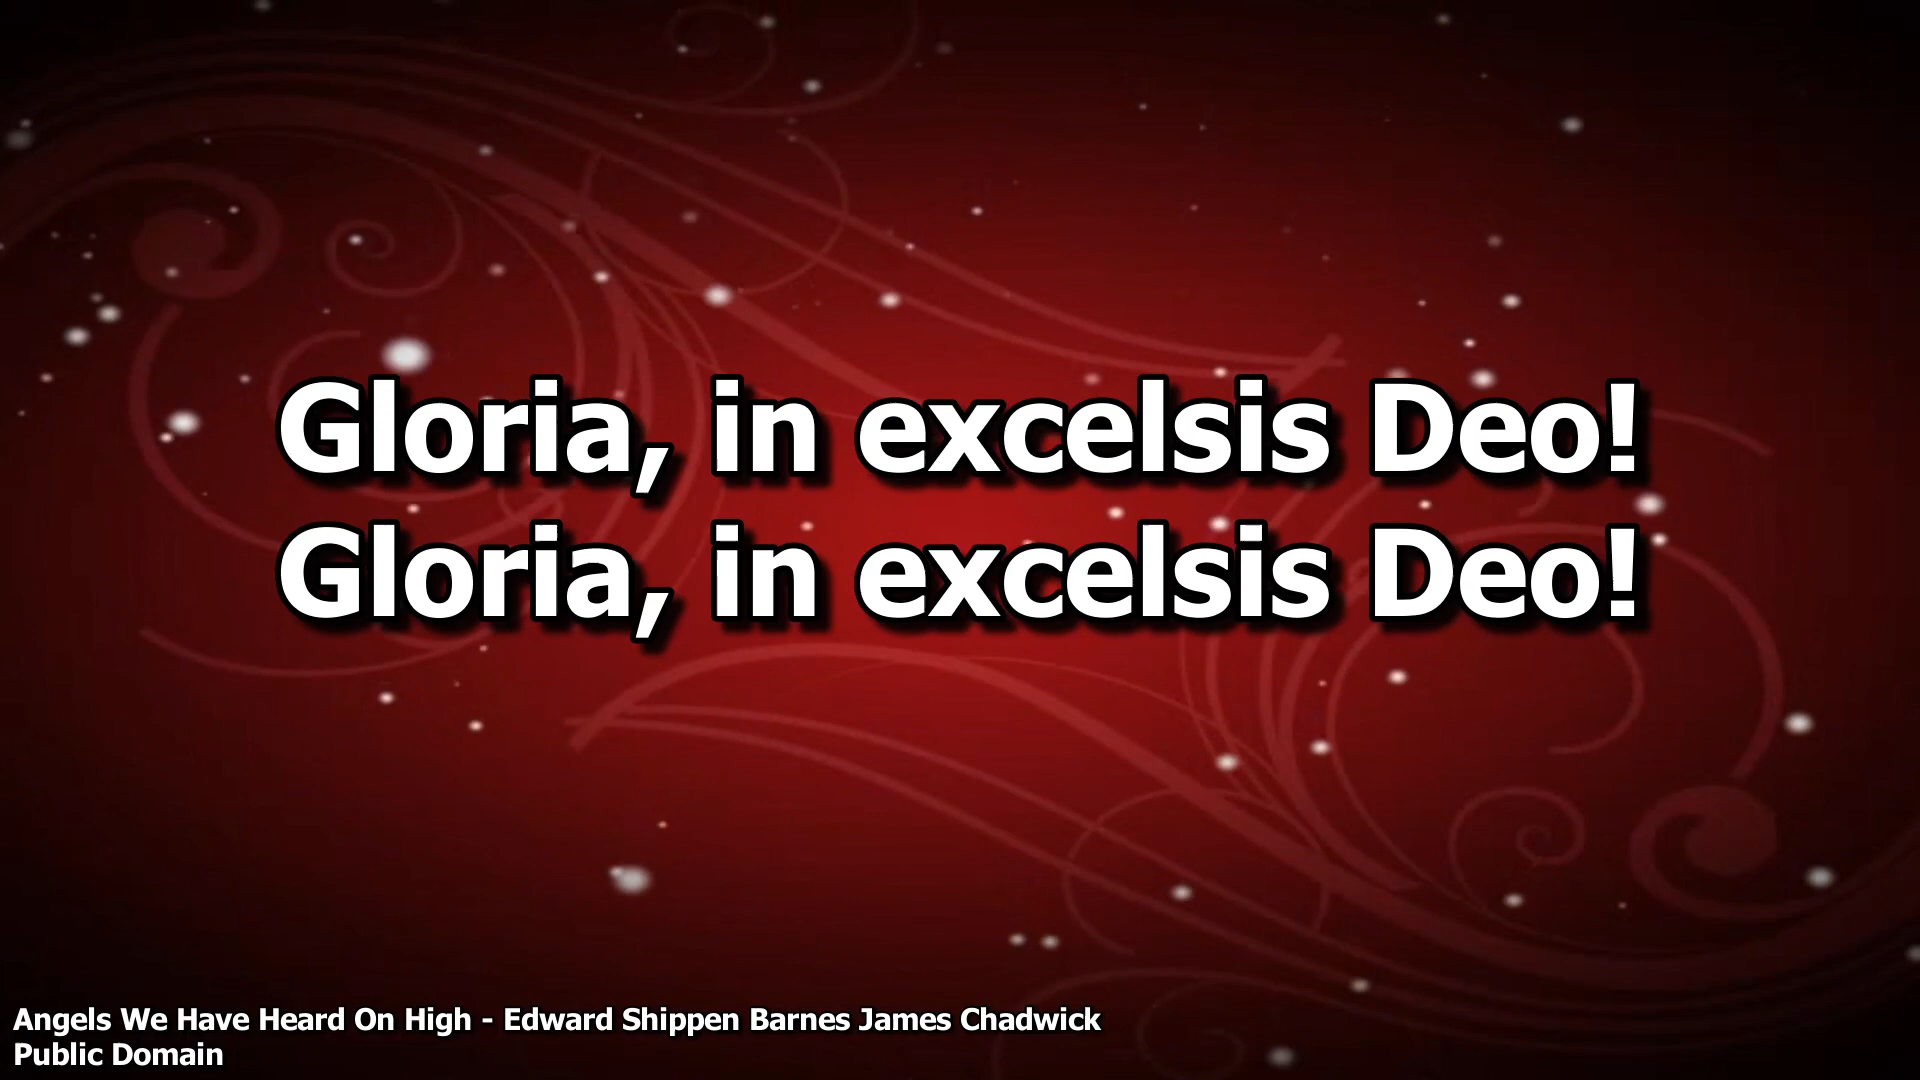 Gloria, in excelsis Deo!
Gloria, in excelsis Deo!
Angels We Have Heard On High - Edward Shippen Barnes James Chadwick
Public Domain